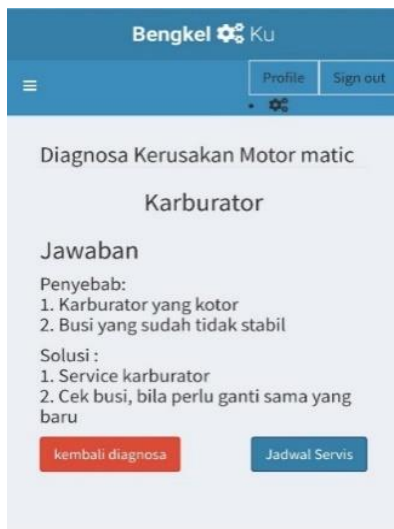 Bengkel Ku
Profile Sign out
Diagnosa Kerusakan Motor matic
Karburator
Jawaban
Penyebab:
1. Karburator yang kotor
2. Busi yang sudah tidak stabil
Solusi :
1. Service karburator
2. Cek busi, bila perlu ganti sama yang
baru
kembali diagnosa Jadwal Servis